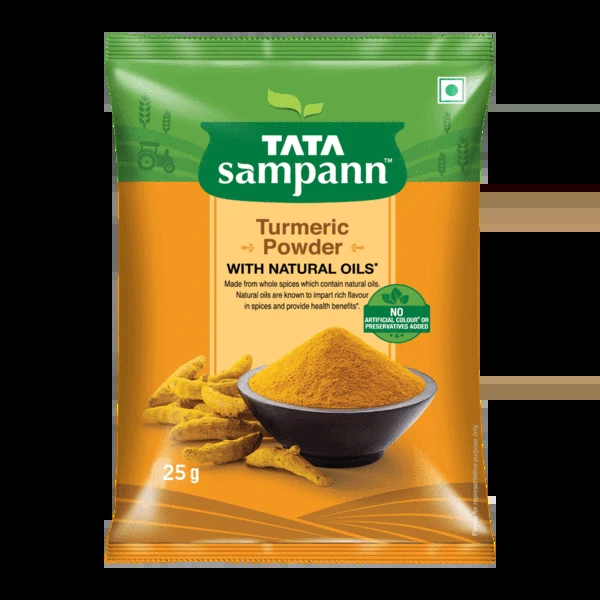 TATA
sampann™
Turmeric
Powder
WITH NATURAL OILS*
Made from whole spices which contain natural oils.
Natural oils are known to impart rich flavour
in spices and provide health benefits*.
NO
ARTIFICIAL COLOUR# OR
PRESERVATIVES ADDED
25 g